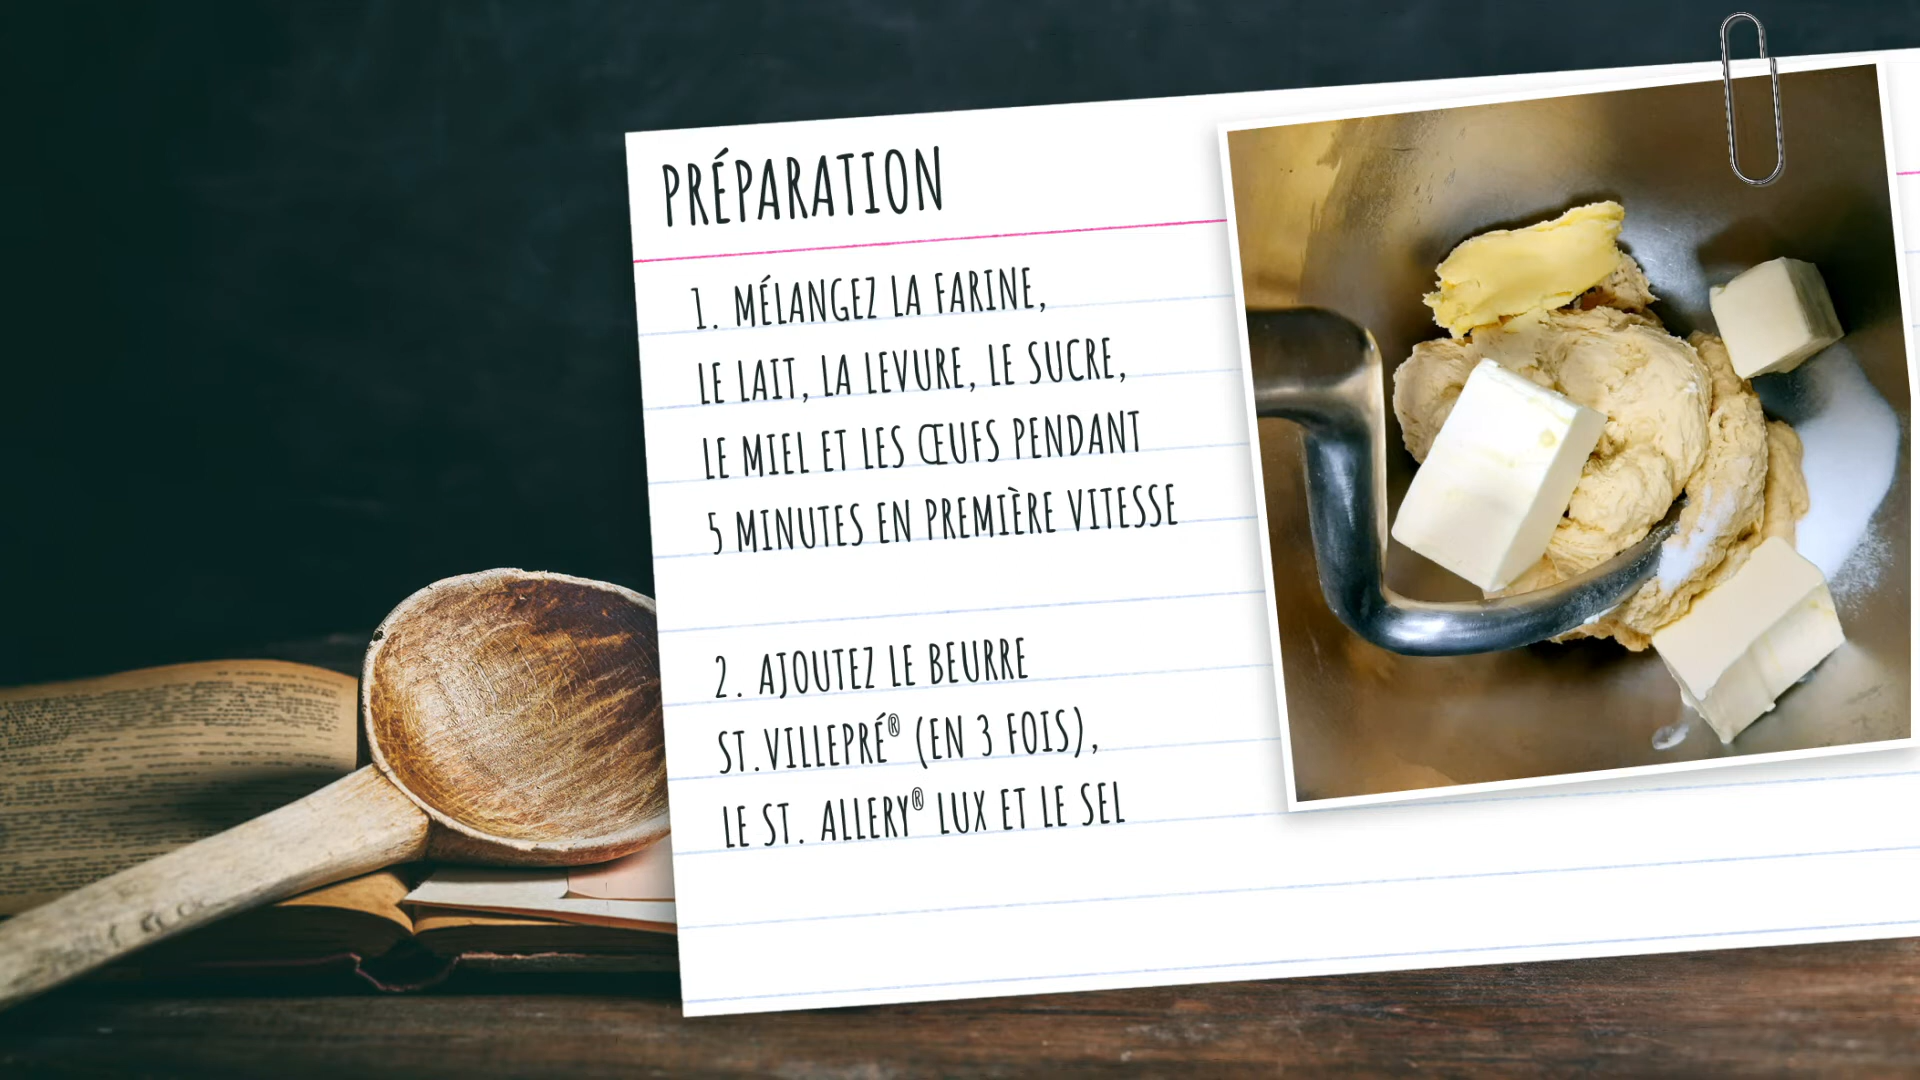 PRÉPARATION
1. MÉLANGEZ LA FARINE,
LE LAIT, LA LEVURE, LE SUCRE,
LE MIEL ET LES ŒUFS PENDANT
5 MINUTES EN PREMIÈRE VITESSE
2. AJOUTEZ LE BEURRE
ST.VILLEPRÉ® (EN 3 FOIS),
LE ST. ALLERY® LUX ET LE SEL